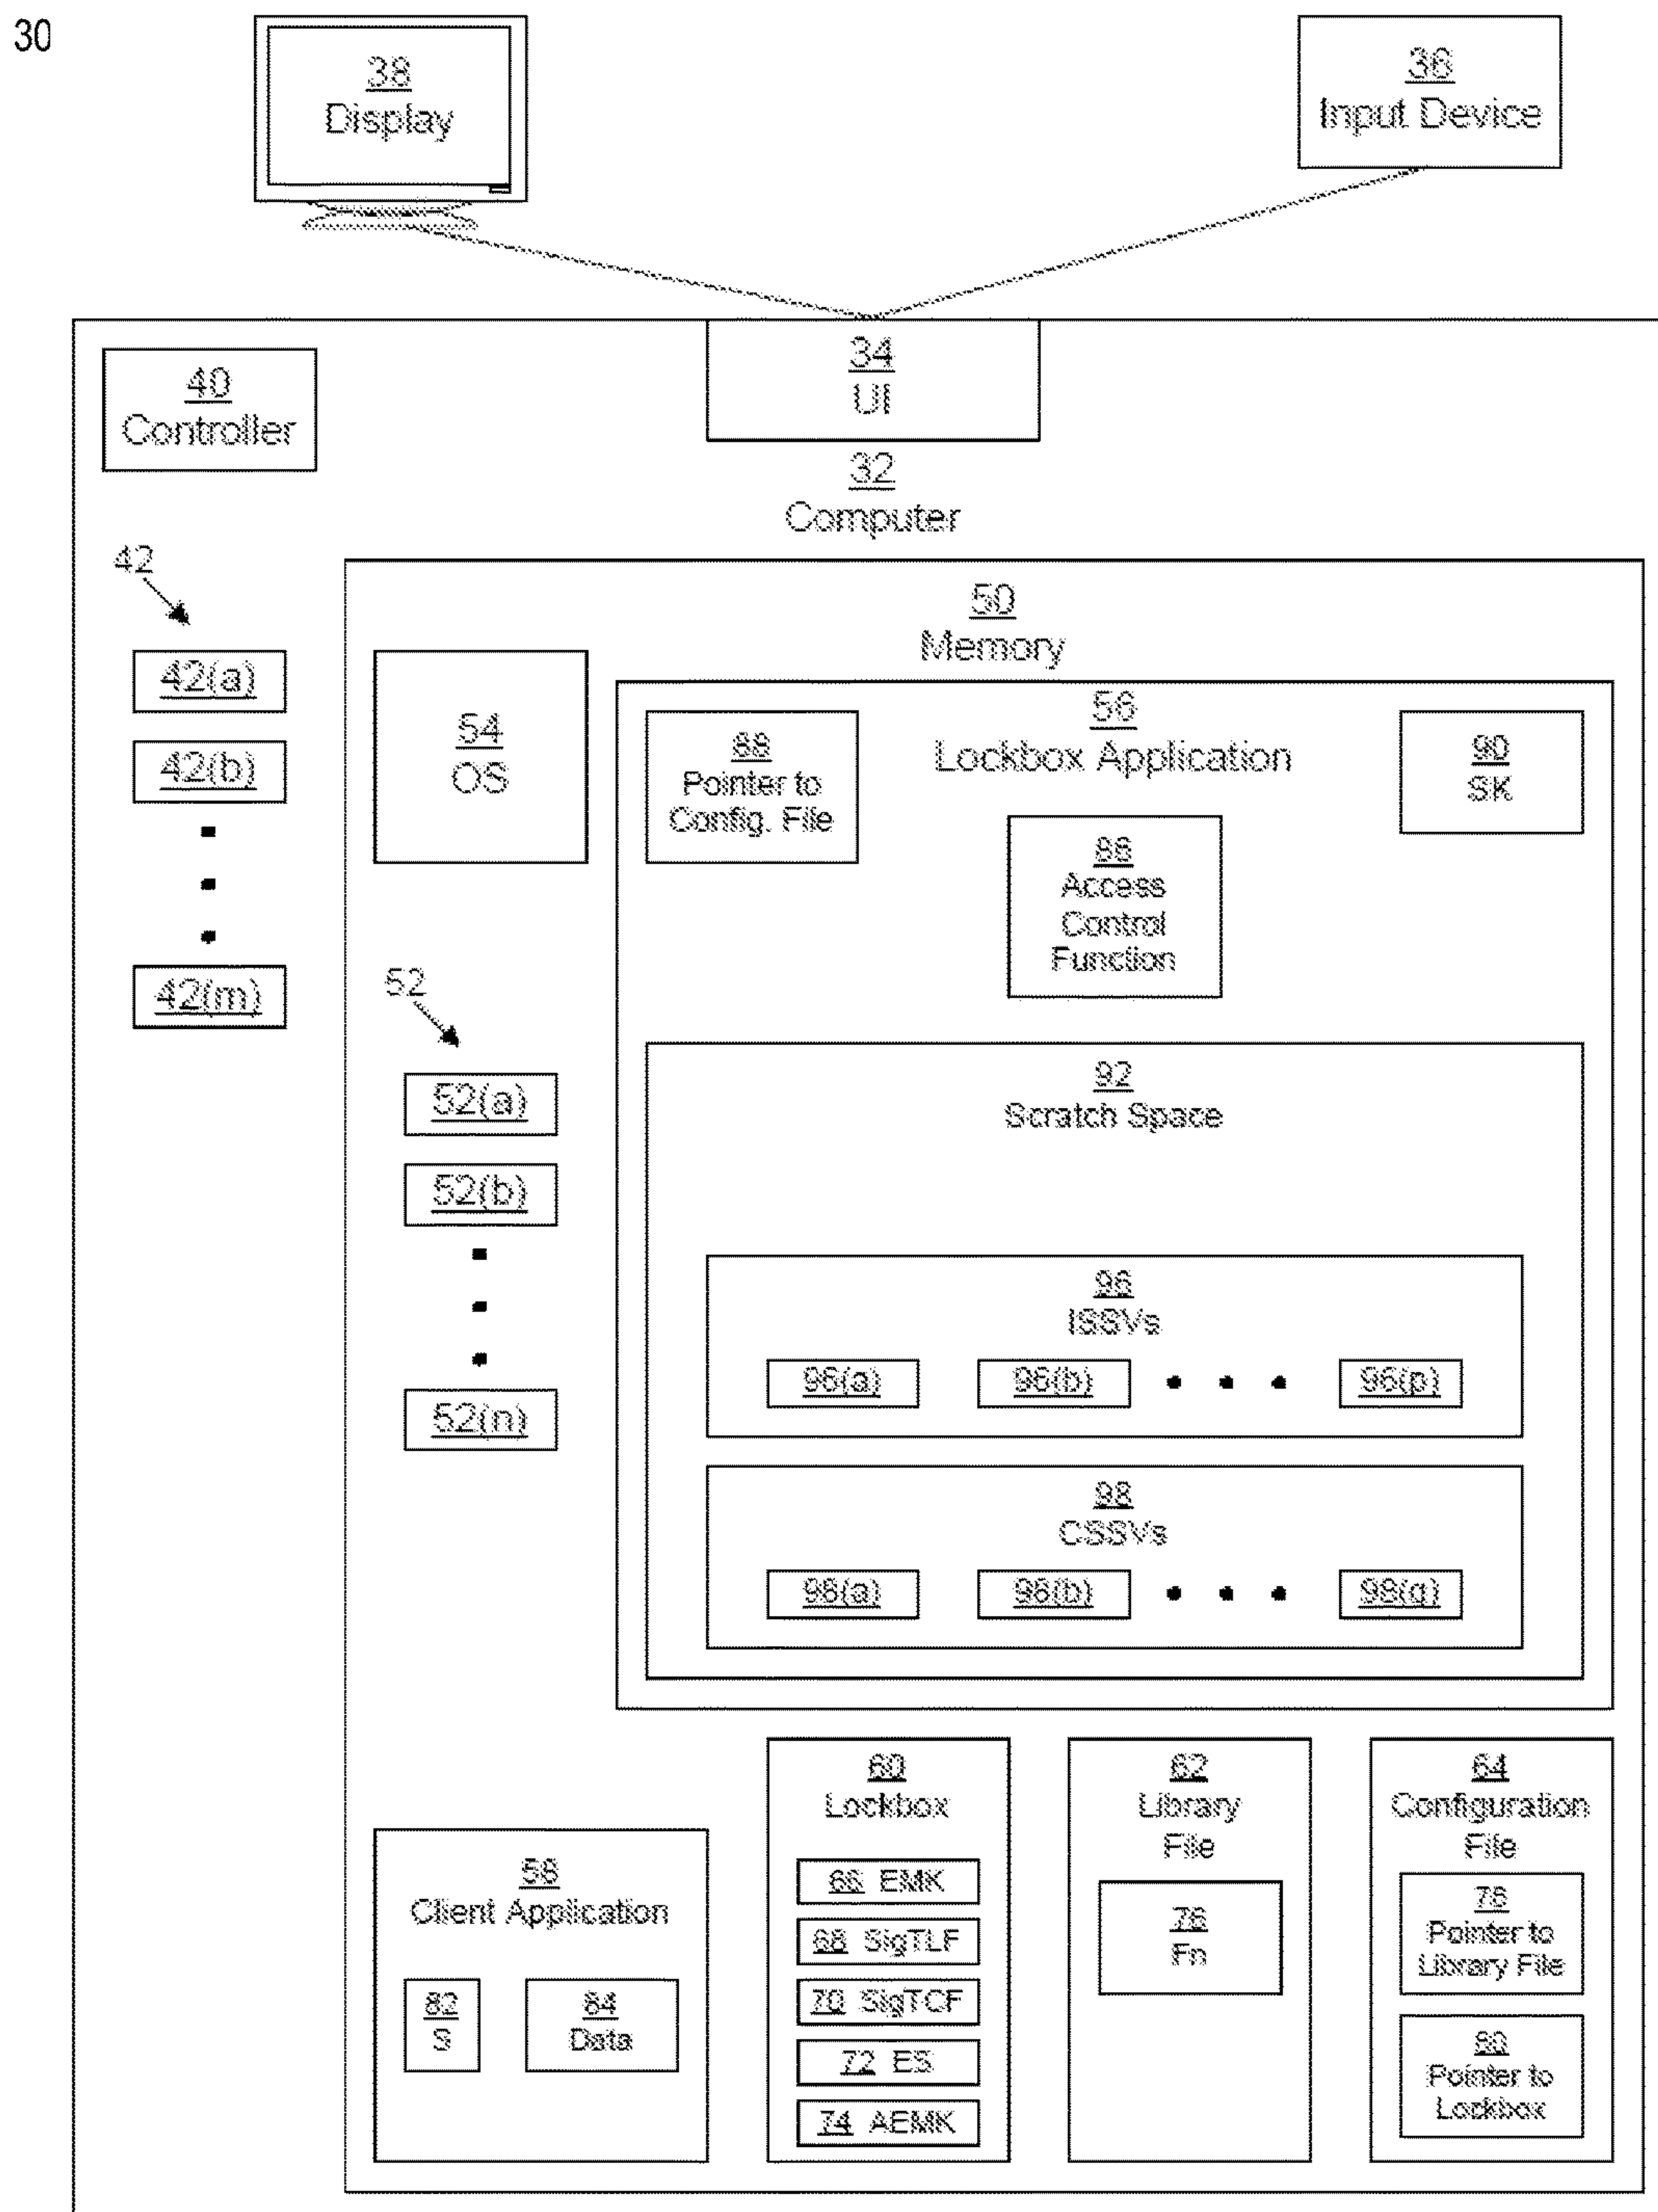 30
38
Display
36
Input Device
34
UI
40
Controller
32
Computer
42
42(a)
42(b)
42(m)
50
Memory
54
OS
52
52(a)
52(b)
52(n)
56
Lockbox Application
88
Pointer to
Config. File
90
SK
86
Access
Control
Function
92
Scratch Space
96
ISSVs
96(a)
96(b)
96(p)
98
CSSVs
98(a)
98(b)
98(q)
58
Client Application
82
S
84
Data
60
Lockbox
66 EMK
68 SigTLF
70 SigTCF
72 ES
74 AEMK
62
Library
File
76
Fn
64
Configuration
File
78
Pointer to
Library File
80
Pointer to
Lockbox